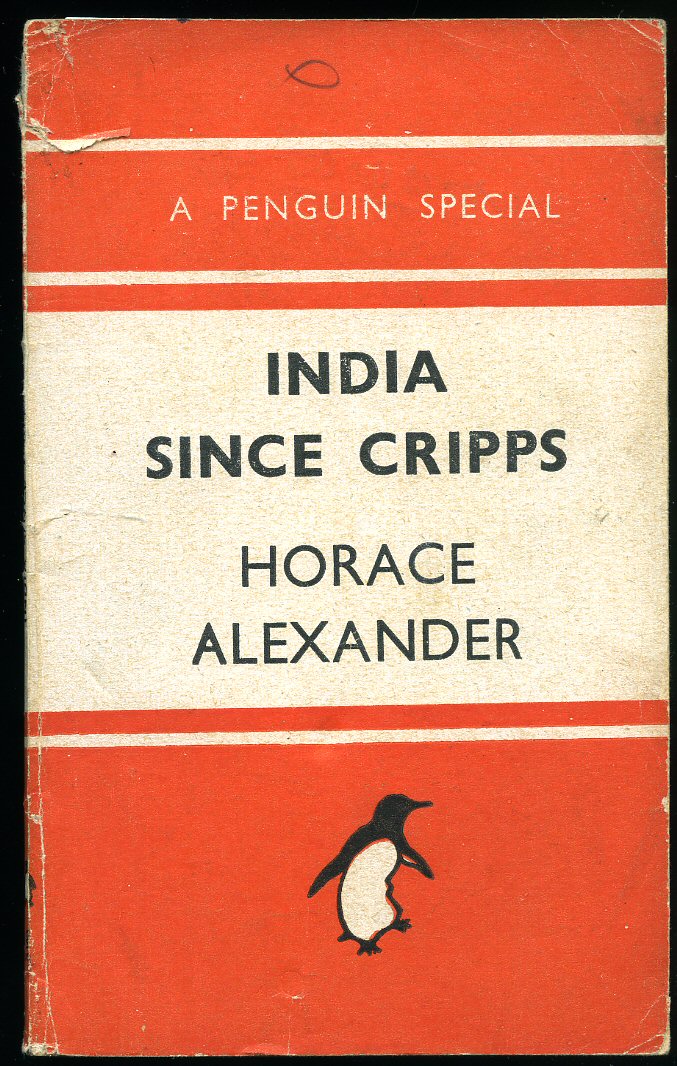 A PENGUIN SPECIAL
INDIA
SINCE CRIPPS
HORACE
ALEXANDER